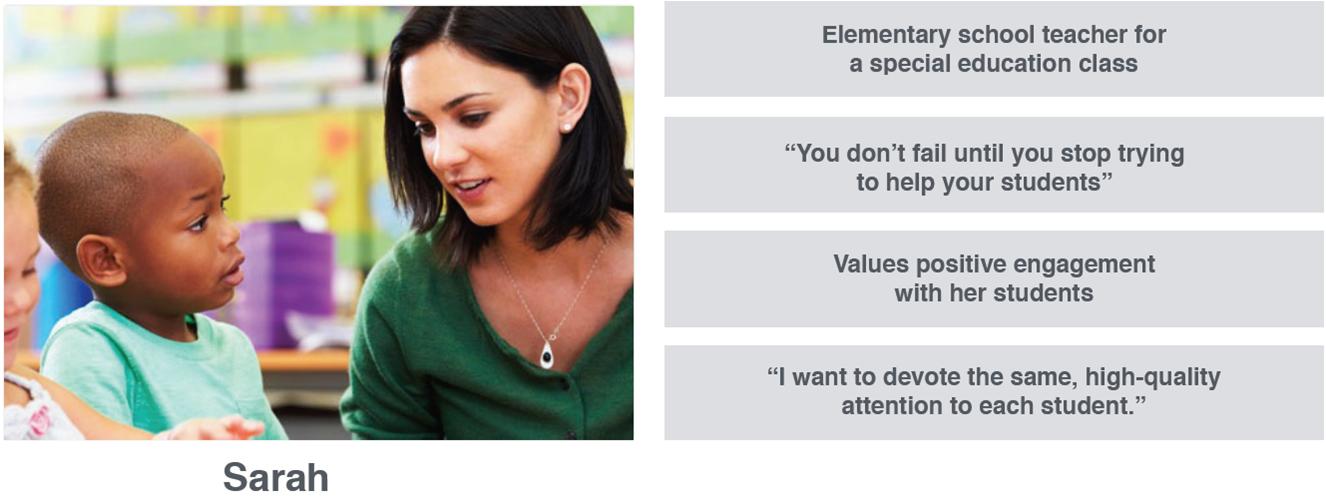 Elementary school teacher for
a special education class
“You don’t fail until you stop trying
to help your students”
Values positive engagement
with her students
“I want to devote the same, high-quality
attention to each student.”
Sarah